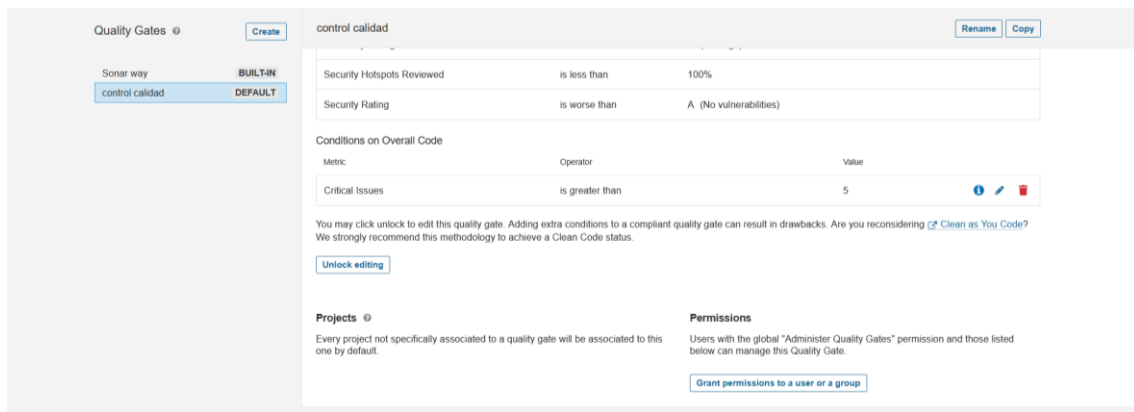 Quality Gates
Create
Sonar way BUILT-IN
control calidad DEFAULT
control calidad
Rename Copy
Security Hotspots Reviewed is less than 100%
Security Rating is worse than A (No vulnerabilities)
Conditions on Overall Code
Metric Operator Value
Critical Issues is greater than 5
You may click unlock to edit this quality gate. Adding extra conditions to a compliant quality gate can result in drawbacks. Are you reconsidering Clean as You Code?
We strongly recommend this methodology to achieve a Clean Code status.
Unlock editing
Projects
Every project not specifically associated to a quality gate will be associated to this
one by default.
Permissions
Users with the global "Administer Quality Gates" permission and those listed
below can manage this Quality Gate.
Grant permissions to a user or a group